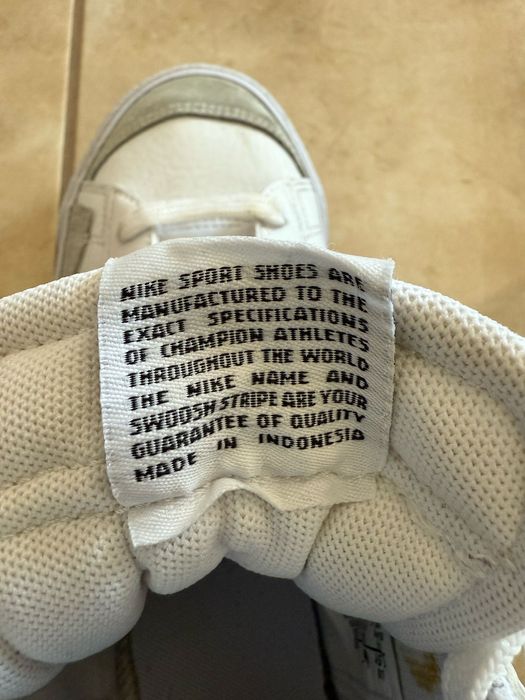 NIKE SPORT SHOES ARE
MANUFACTURED TO THE
EXACT SPECIFICATIONS
OF CHAMPION ATHLETES
THROUGHOUT THE WORLD
THE NIKE NAME AND
SWOOSH STRIPE ARE YOUR
GUARANTEE OF QUALITY
MADE IN INDONESIA